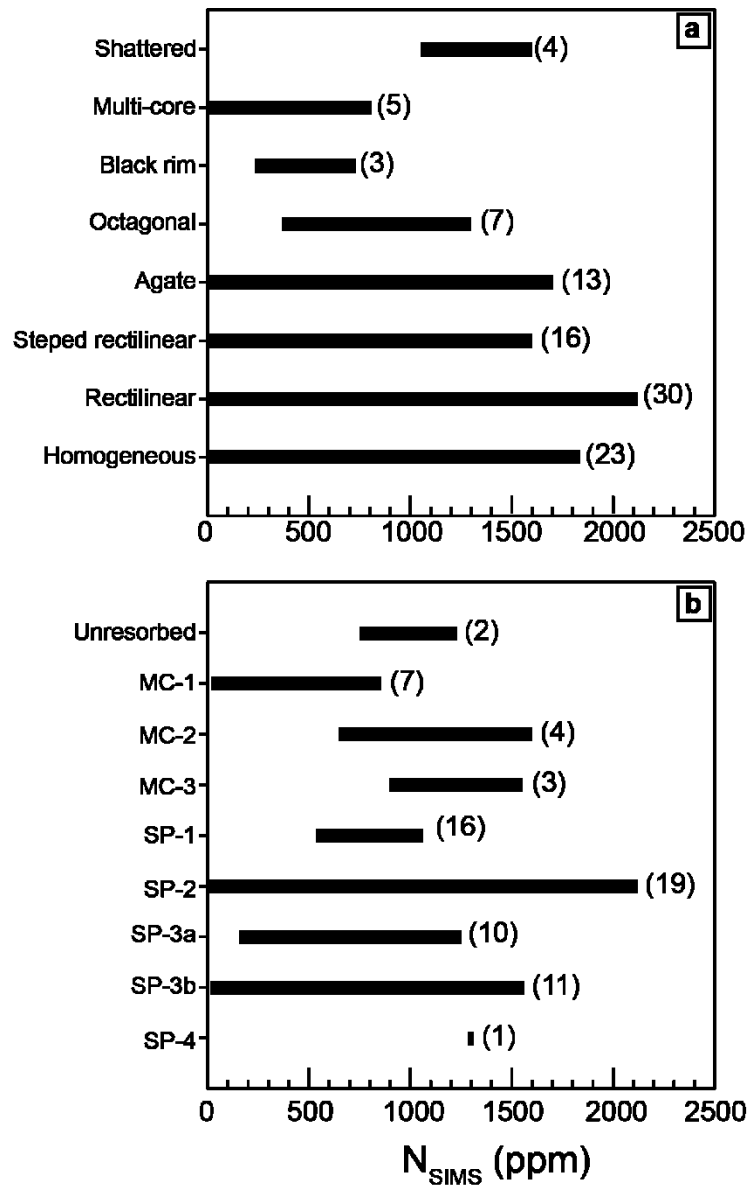 a
Shattered (4)
Multi-core (5)
Black rim (3)
Octagonal (7)
Agate (13)
Steped rectilinear (16)
Rectilinear (30)
Homogeneous (23)
0 500 1000 1500 2000 2500
b
Unresorbed (2)
MC-1 (7)
MC-2 (4)
MC-3 (3)
SP-1 (16)
SP-2 (19)
SP-3a (10)
SP-3b (11)
SP-4 (1)
0 500 1000 1500 2000 2500
NSIMS (ppm)